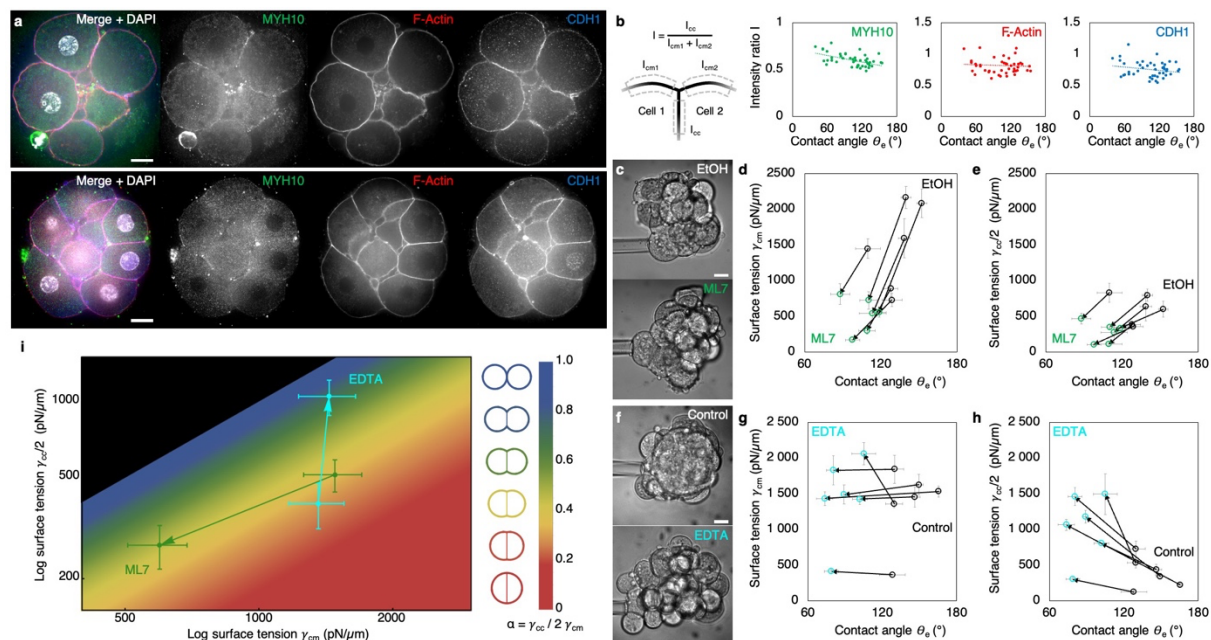 a
Merge + DAPI
MYH10
F-Actin
CDH1
Merge + DAPI
MYH10
F-Actin
CDH1
b
I = Icc / Icm1 + Icm2
Icm1
Icm2
Cell 1
Cell 2
Icc
Intensity ratio I
1
0.5
0
MYH10
0 60 120 180
Contact angle θe (°)
1.5
1
0.5
0
F-Actin
0 60 120 180
Contact angle θe (°)
1.5
1
0.5
0
CDH1
0 60 120 180
Contact angle θe (°)
c
EtOH
ML7
d
Surface tension γcm (pN/µm)
2500
2000
1500
1000
500
0
EtOH
ML7
0 60 120 180
Contact angle θe (°)
e
Surface tension γcc/2 (pN/µm)
2500
2000
1500
1000
500
0
EtOH
ML7
0 60 120 180
Contact angle θe (°)
f
Control
EDTA
g
Surface tension γcm (pN/µm)
2 500
2 000
1 500
1 000
500
0
EDTA
Control
0 60 120 180
Contact angle θe (°)
h
Surface tension γcc/2 (pN/µm)
2 500
2 000
1 500
1 000
500
0
EDTA
Control
0 60 120 180
Contact angle θe (°)
i
Log surface tension γcc/2 (pN/µm)
1000
500
200
EDTA
ML7
500 1000 2000
Log surface tension γcm (pN/µm)
1.0
0.8
0.6
0.4
0.2
0
α = γcc / 2 γcm